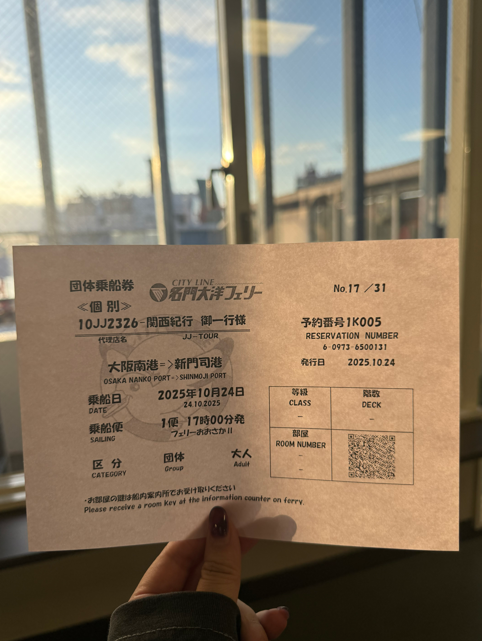 団体乗船券
≪個別≫
CITY LINE
名門大洋フェリー
No.17 /31
10JJ2326-関西紀行 御一行様
代理店名 JJ-TOUR
予約番号1K005
RESERVATION NUMBER
6-0973-6500131
大阪南港=>新門司港
OSAKA NANKO PORT->SHINMOJI PORT
発行日 2025.10.24
乗船日 2025年10月24日
DATE 24.10.2025
乗船便 1便 17時00分発
SAILING フェリーおおさかⅡ
区分 団体 大人
CATEGORY Group Adult
等級 階数
CLASS DECK
- -
部屋
ROOM NUMBER
-
・お部屋の鍵は船内案内所でお受け取りください
Please receive a room Key at the information counter on ferry.